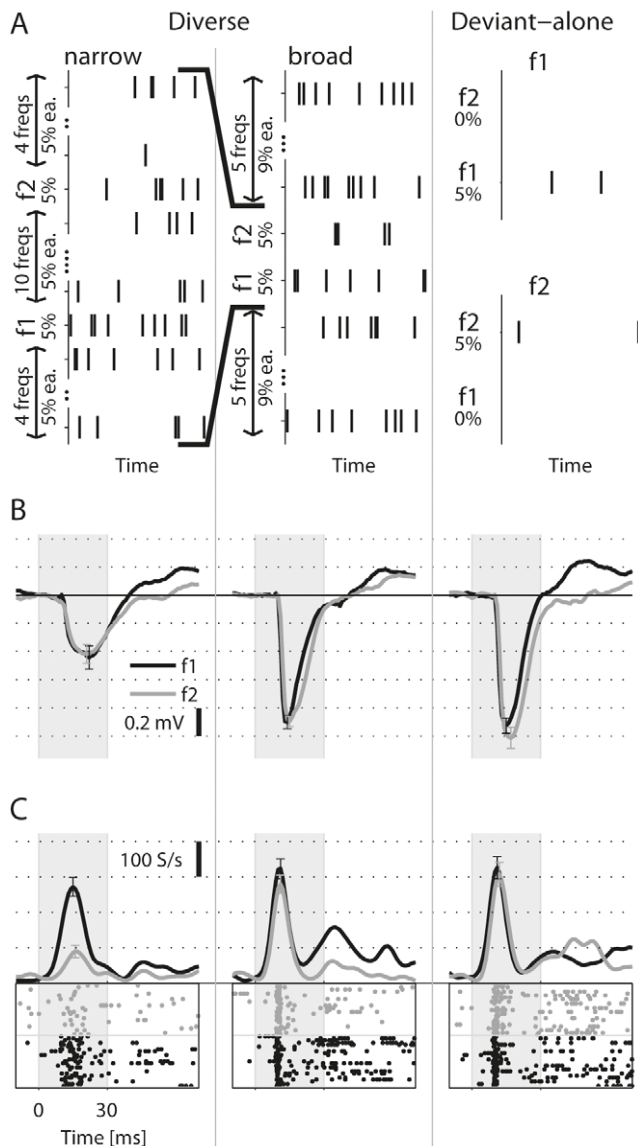 A
Diverse
Deviant−alone
narrow
broad
f1
4 freqs
5% ea.
f2
5%
10 freqs
5% ea.
f1
5%
4 freqs
5% ea.
5 freqs
9% ea.
f2
5%
f1
5%
5 freqs
9% ea.
f2
0%
f1
5%
f2
f2
5%
f1
0%
Time
Time
Time
B
f1
f2
0.2 mV
C
100 S/s
0
30
Time [ms]